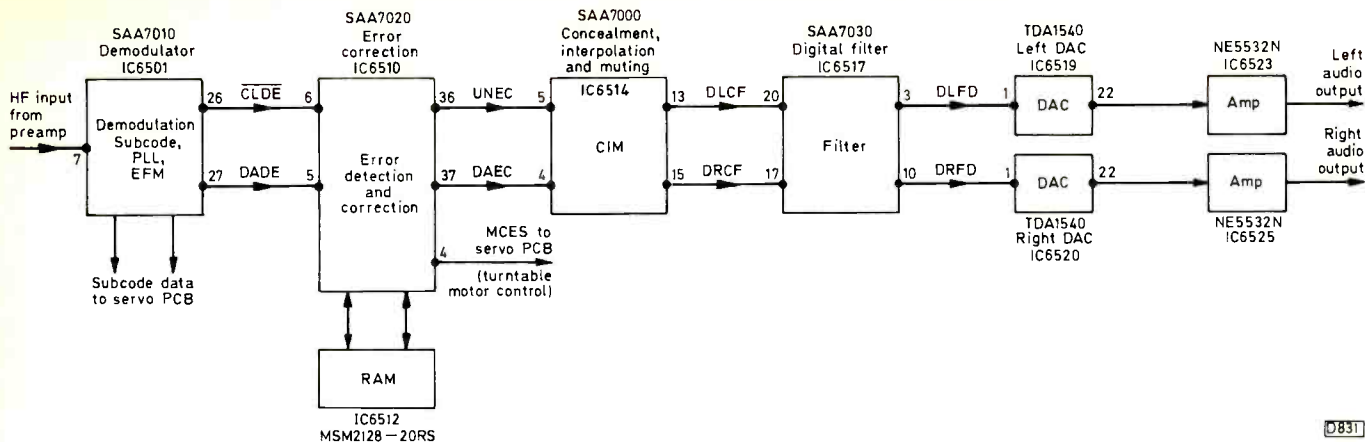 SAA7010
Demodulator
IC6501
HF input
from
preamp
7
Demodulation
Subcode,
PLL,
EFM
26
CLDE
6
27
DADE
5
Subcode data
to servo PCB
SAA7020
Error
correction
IC6510
Error
detection
and
correction
36
UNEC
5
37
DAEC
4
4
MCES to
servo PCB
(turntable
motor control)
RAM
IC6512
MSM2128-20RS
SAA7000
Concealment,
interpolation
and muting
IC6514
CIM
13
DLCF
20
15
DRCF
17
SAA7030
Digital filter
IC6517
Filter
3
DLFD
1
10
DRFD
1
TDA1540
Left DAC
IC6519
DAC
22
DAC
22
TDA1540
Right DAC
IC6520
NE5532N
IC6523
Amp
Left
audio
output
Right
audio
output
Amp
NE5532N
IC6525
D831